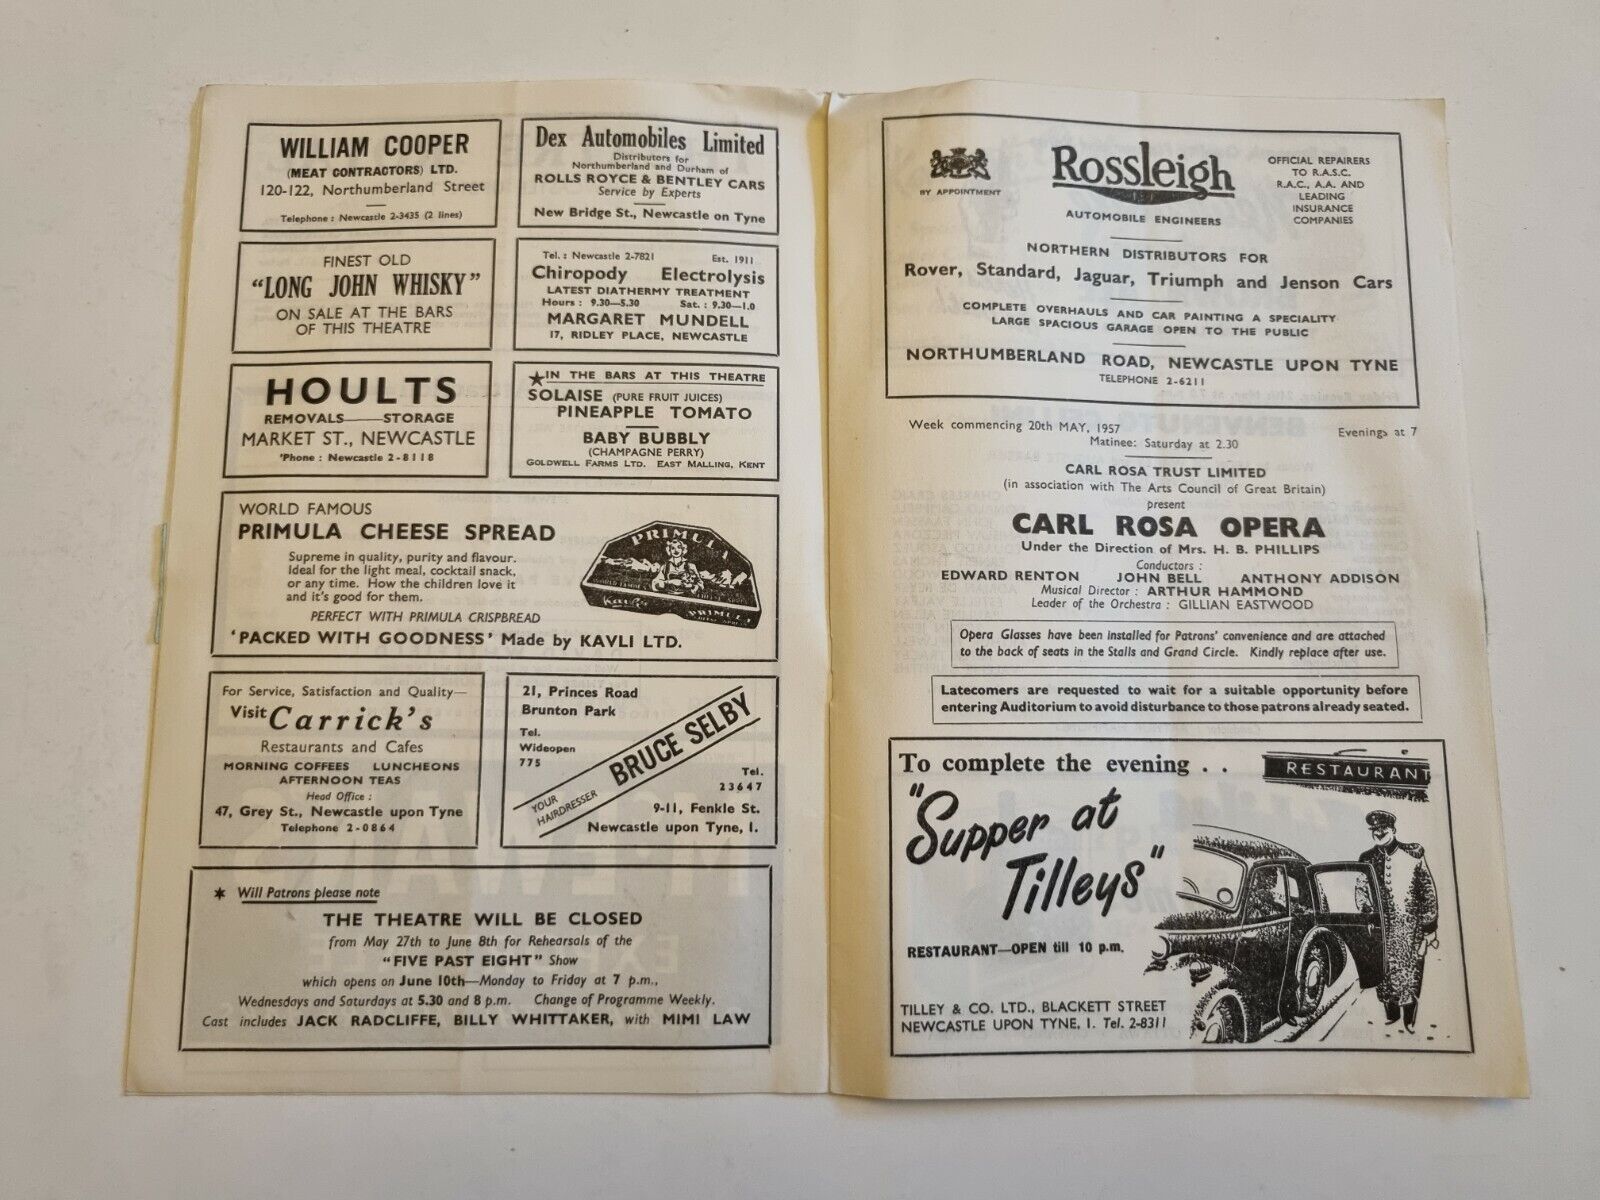 WILLIAM COOPER
(MEAT CONTRACTORS) LTD.
120-122, Northumberland Street
Telephone : Newcastle 2-3435 (2 lines)
Dex Automobiles Limited
Distributors for
Northumberland and Durham of
ROLLS ROYCE & BENTLEY CARS
Service by Experts
New Bridge St., Newcastle on Tyne
FINEST OLD
"LONG JOHN WHISKY"
ON SALE AT THE BARS
OF THIS THEATRE
Tel. : Newcastle 2-7821 Est. 1911
Chiropody Electrolysis
LATEST DIATHERMY TREATMENT
Hours : 9.30—5.30 Sat. : 9.30—1.0
MARGARET MUNDELL
17, RIDLEY PLACE, NEWCASTLE
HOULTS
REMOVALS——STORAGE
MARKET ST., NEWCASTLE
'Phone : Newcastle 2-8118
★IN THE BARS AT THIS THEATRE
SOLAISE (PURE FRUIT JUICES)
PINEAPPLE TOMATO
BABY BUBBLY
(CHAMPAGNE PERRY)
GOLDWELL FARMS LTD. EAST MALLING, KENT
WORLD FAMOUS
PRIMULA CHEESE SPREAD
Supreme in quality, purity and flavour.
Ideal for the light meal, cocktail snack,
or any time. How the children love it
and it's good for them.
PERFECT WITH PRIMULA CRISPBREAD
'PACKED WITH GOODNESS' Made by KAVLI LTD.
PRIMULA
Kavli
PRIMULA
For Service, Satisfaction and Quality—
Visit Carrick's
Restaurants and Cafes
MORNING COFFEES LUNCHEONS
AFTERNOON TEAS
Head Office :
47, Grey St., Newcastle upon Tyne
Telephone 2-0864
21, Princes Road
Brunton Park
Tel.
Wideopen
775
YOUR
HAIRDRESSER
BRUCE SELBY
Tel.
23647
9-11, Fenkle St.
Newcastle upon Tyne, 1.
★ Will Patrons please note
THE THEATRE WILL BE CLOSED
from May 27th to June 8th for Rehearsals of the
"FIVE PAST EIGHT" Show
which opens on June 10th—Monday to Friday at 7 p.m.,
Wednesdays and Saturdays at 5.30 and 8 p.m. Change of Programme Weekly.
Cast includes JACK RADCLIFFE, BILLY WHITTAKER, with MIMI LAW
BY APPOINTMENT
Rossleigh
AUTOMOBILE ENGINEERS
OFFICIAL REPAIRERS
TO R.A.S.C.
R.A.C., A.A. AND
LEADING
INSURANCE
COMPANIES
NORTHERN DISTRIBUTORS FOR
Rover, Standard, Jaguar, Triumph and Jenson Cars
COMPLETE OVERHAULS AND CAR PAINTING A SPECIALITY
LARGE SPACIOUS GARAGE OPEN TO THE PUBLIC
NORTHUMBERLAND ROAD, NEWCASTLE UPON TYNE
TELEPHONE 2-6211
Week commencing 20th MAY, 1957 Evenings at 7
Matinee: Saturday at 2.30
CARL ROSA TRUST LIMITED
(in association with The Arts Council of Great Britain)
present
CARL ROSA OPERA
Under the Direction of Mrs. H. B. PHILLIPS
Conductors :
EDWARD RENTON JOHN BELL ANTHONY ADDISON
Musical Director : ARTHUR HAMMOND
Leader of the Orchestra : GILLIAN EASTWOOD
Opera Glasses have been installed for Patrons' convenience and are attached
to the back of seats in the Stalls and Grand Circle. Kindly replace after use.
Latecomers are requested to wait for a suitable opportunity before
entering Auditorium to avoid disturbance to those patrons already seated.
To complete the evening . .
RESTAURANT
"Supper at
Tilleys"
RESTAURANT—OPEN till 10 p.m.
TILLEY & CO. LTD., BLACKETT STREET
NEWCASTLE UPON TYNE, 1. Tel. 2-8311